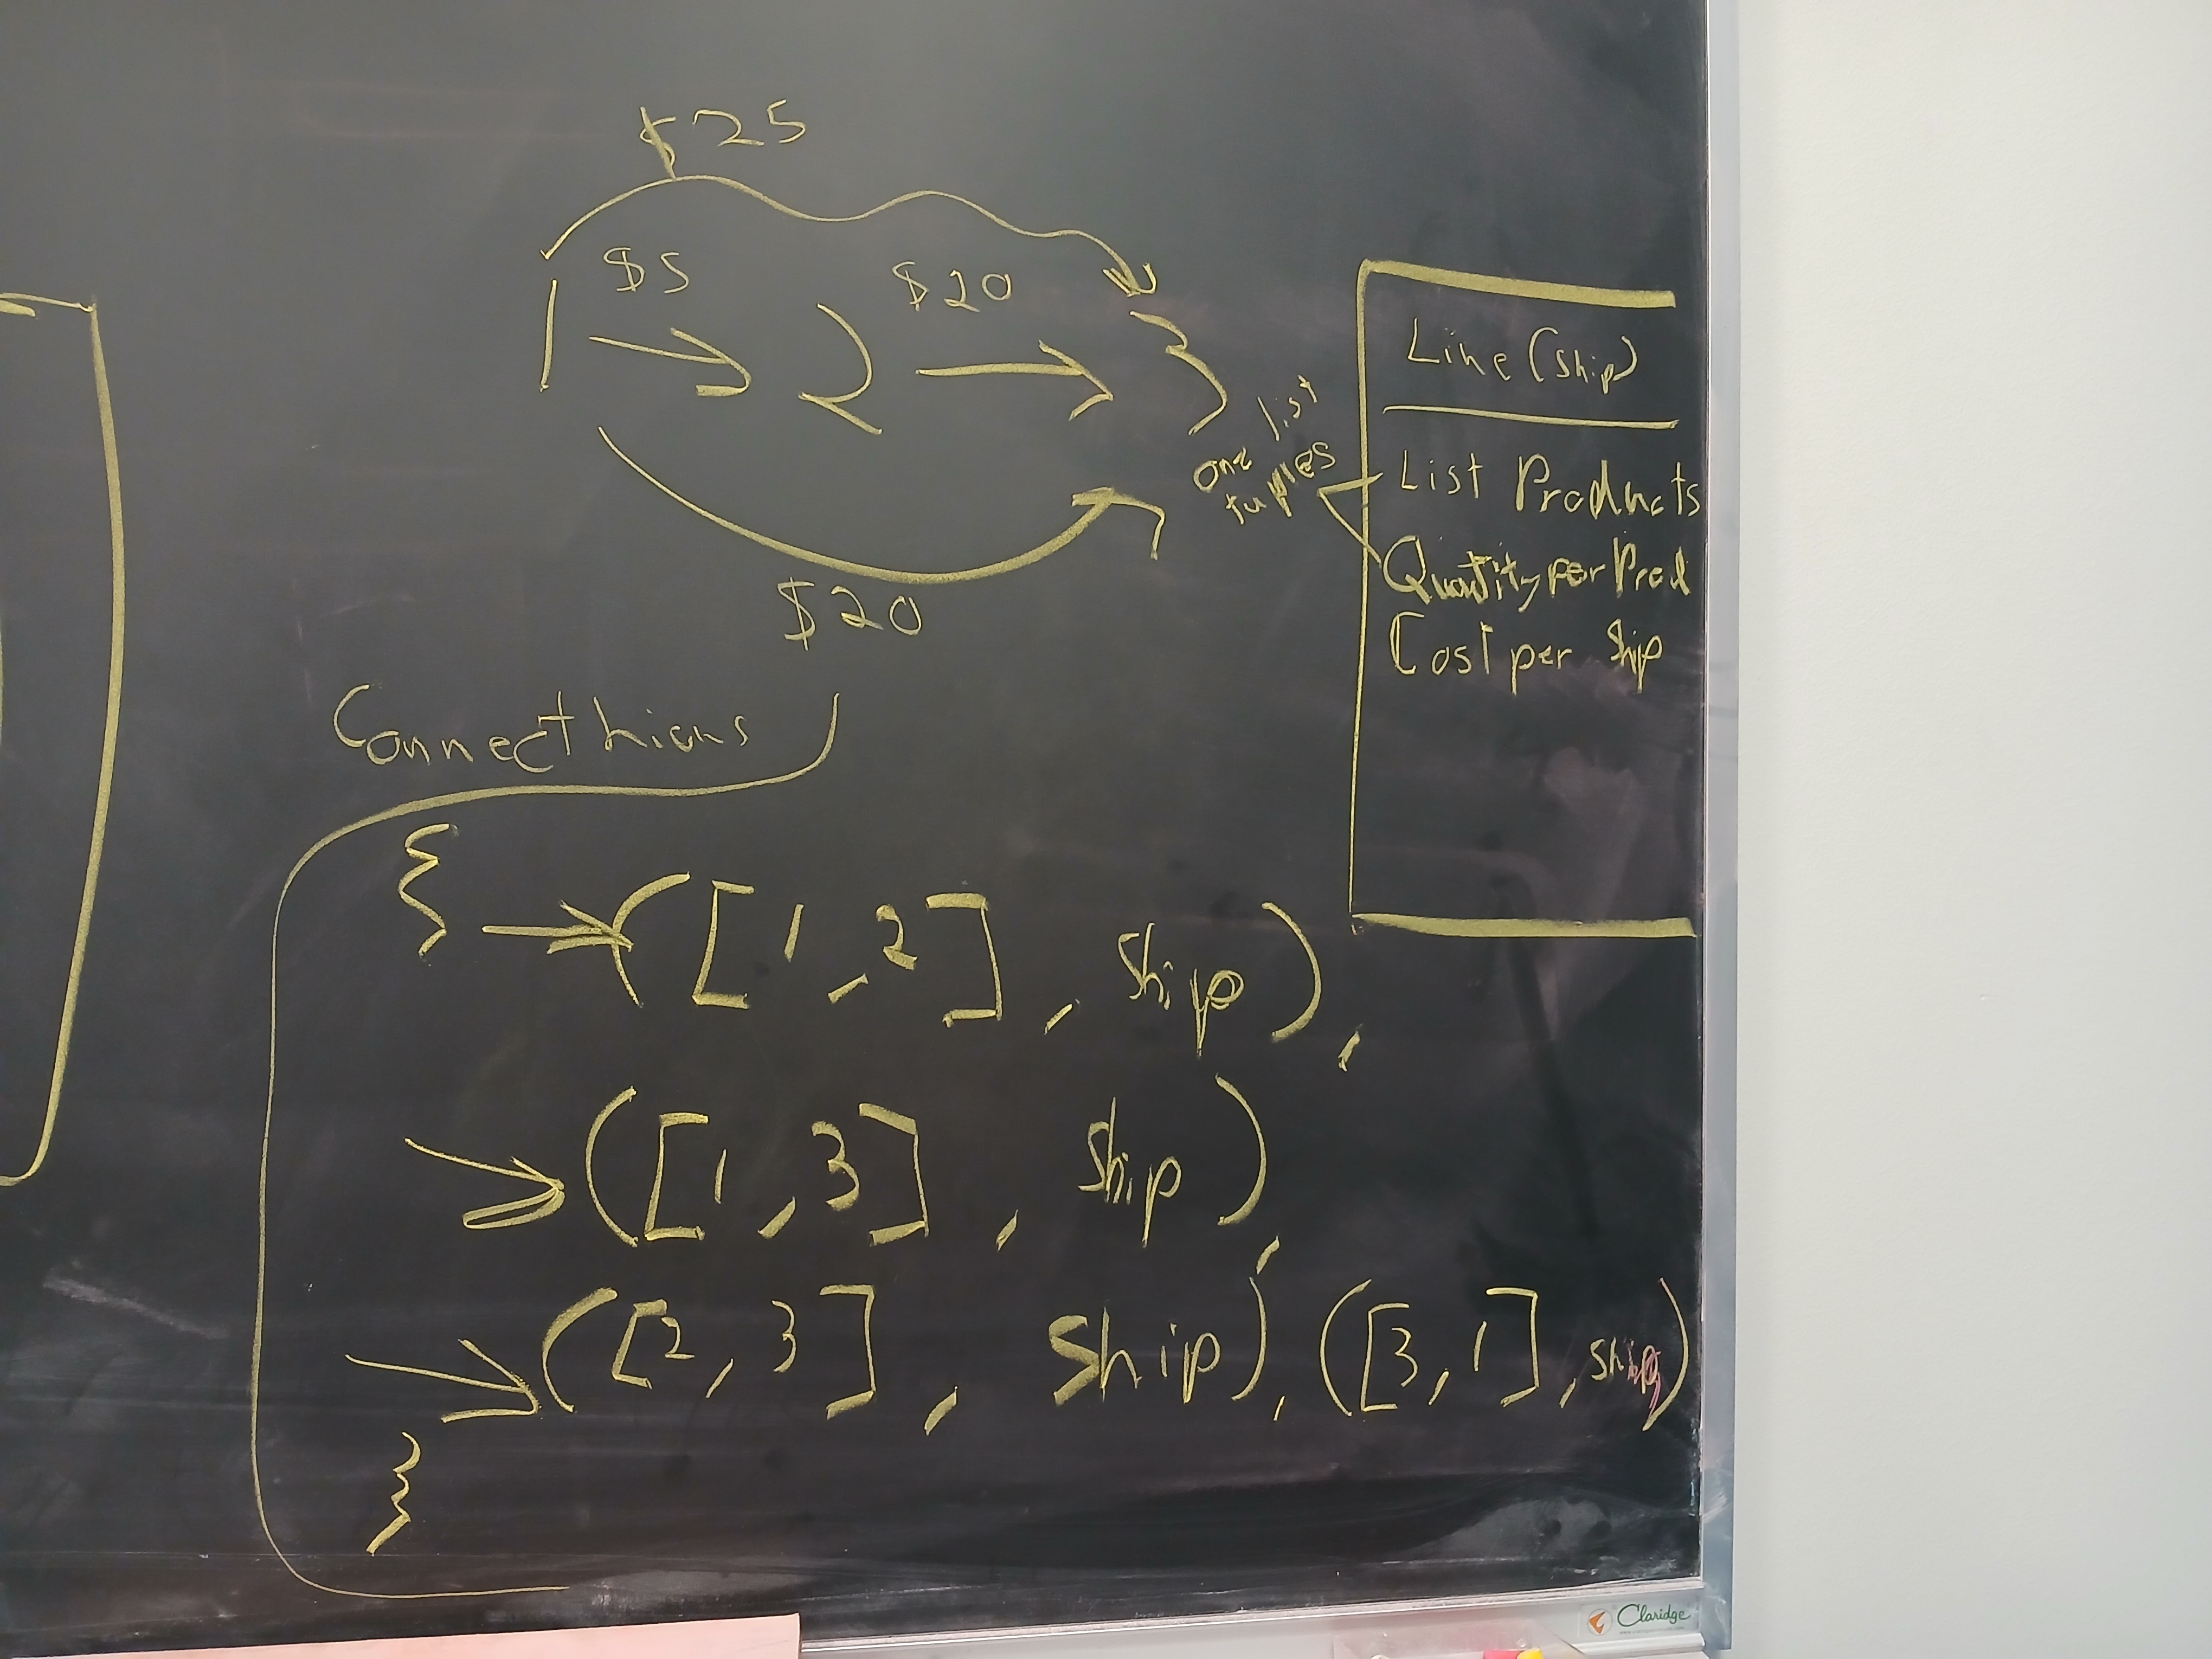 $25
$5 $20
1 → 2 → 3
$20
one list
tuples
Line (Ship)
List Products
Quantity per Prod
Cost per ship
Connecthions
{ → ([1, 2], ship),
→ ([1, 3], ship),
→ ([2, 3], ship), ([3, 1], ship)
}
Claridge